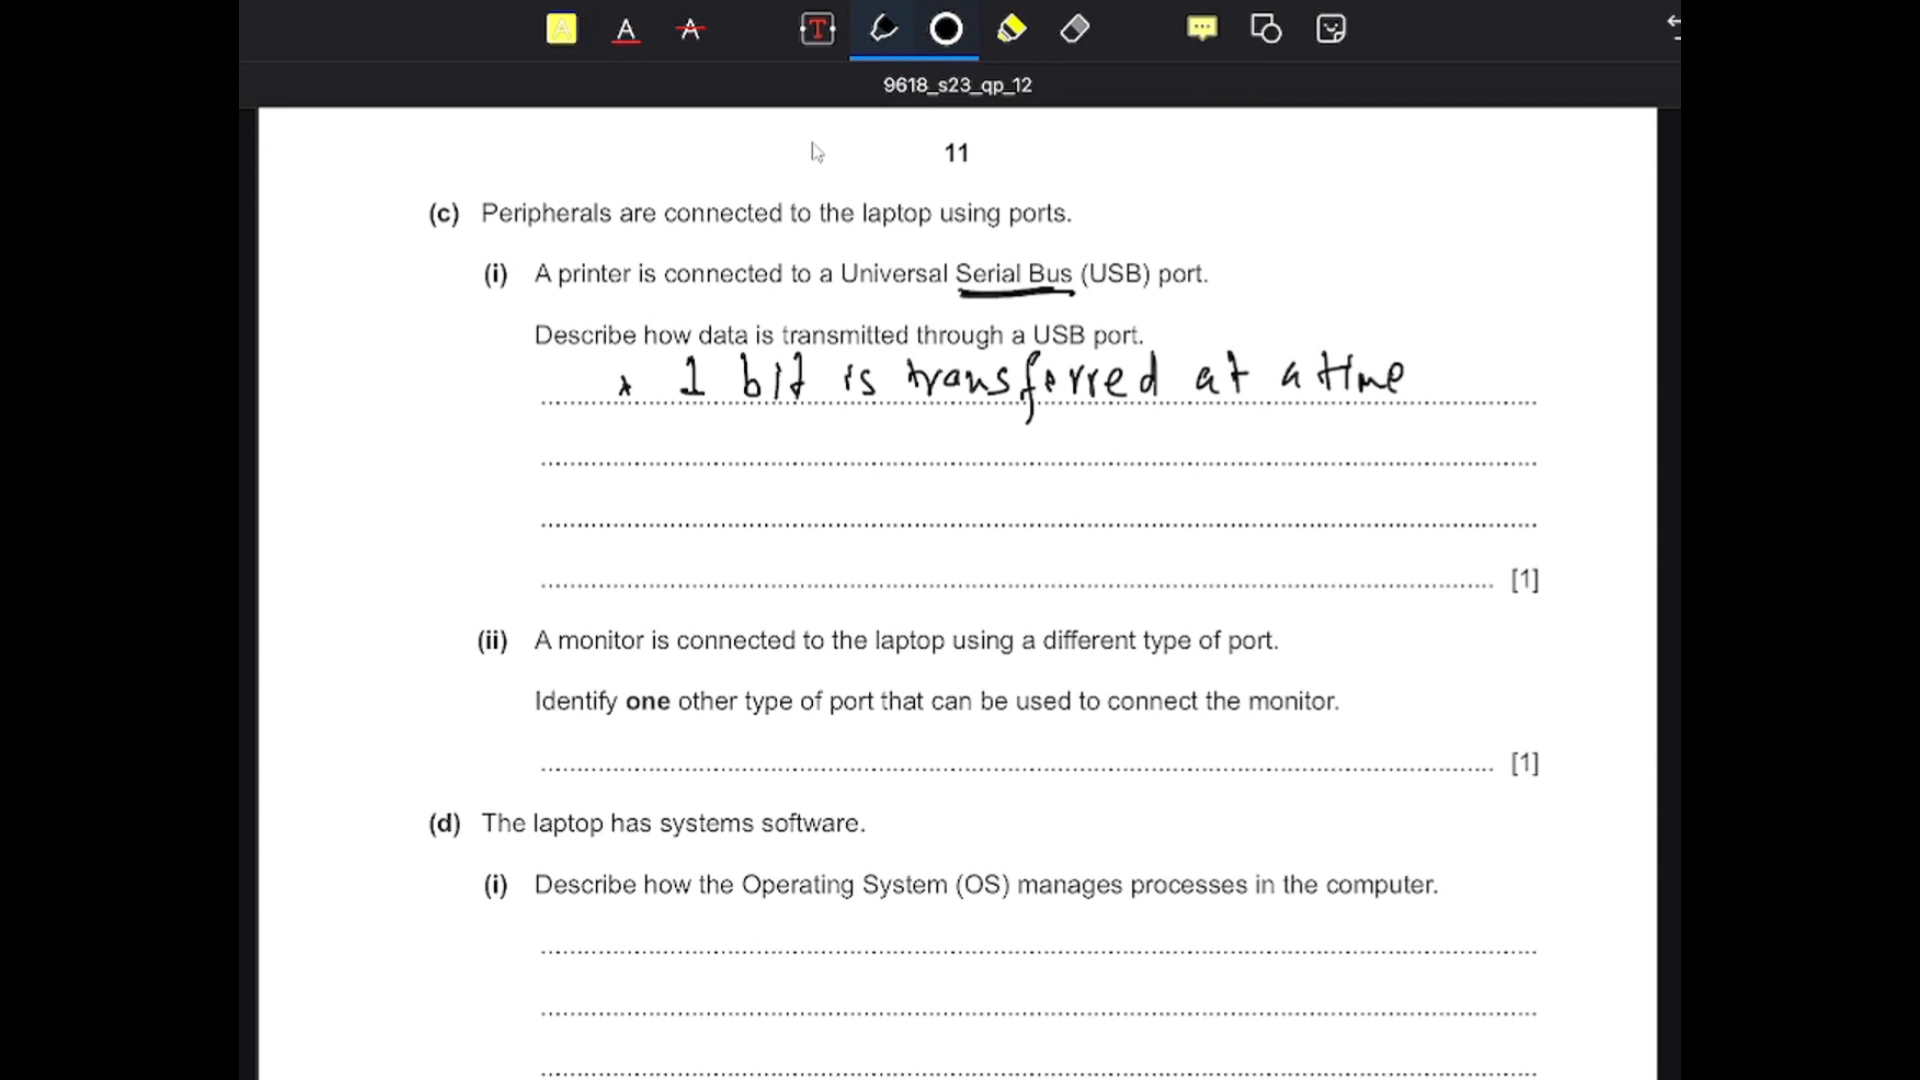 9618_s23_qp_12
11
(c) Peripherals are connected to the laptop using ports.
(i) A printer is connected to a Universal Serial Bus (USB) port.
Describe how data is transmitted through a USB port.
* 1 bit is transferred at a time
[1]
(ii) A monitor is connected to the laptop using a different type of port.
Identify one other type of port that can be used to connect the monitor.
[1]
(d) The laptop has systems software.
(i) Describe how the Operating System (OS) manages processes in the computer.